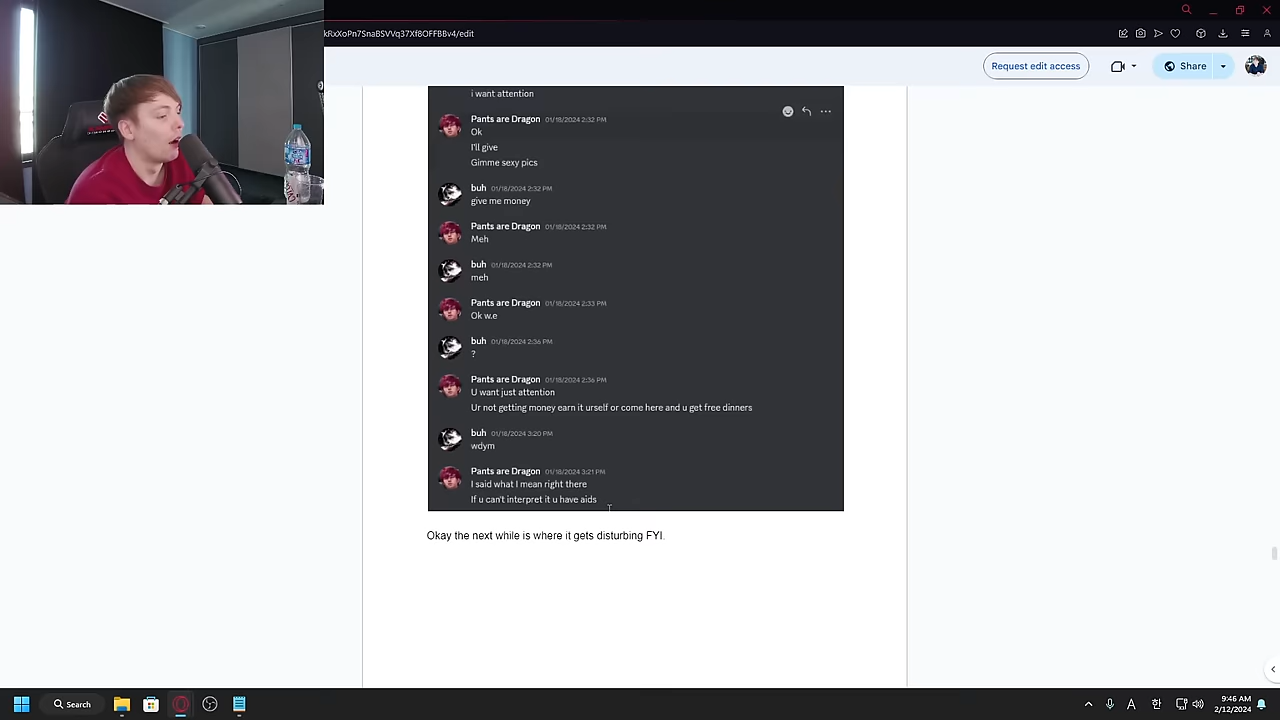 kRxXoPn7SnaBSVVq37Xf8OFFBBv4/edit
Request edit access
Share
i want attention
Pants are Dragon 01/18/2024 2:32 PM
Ok
I'll give
Gimme sexy pics
buh 01/18/2024 2:32 PM
give me money
Pants are Dragon 01/18/2024 2:32 PM
Meh
buh 01/18/2024 2:32 PM
meh
Pants are Dragon 01/18/2024 2:33 PM
Ok w.e
buh 01/18/2024 2:36 PM
?
Pants are Dragon 01/18/2024 2:36 PM
U want just attention
Ur not getting money earn it urself or come here and u get free dinners
buh 01/18/2024 3:20 PM
wdym
Pants are Dragon 01/18/2024 3:21 PM
I said what I mean right there
If u can't interpret it u have aids
Okay the next while is where it gets disturbing FYI.
Search
9:46 AM
2/12/2024